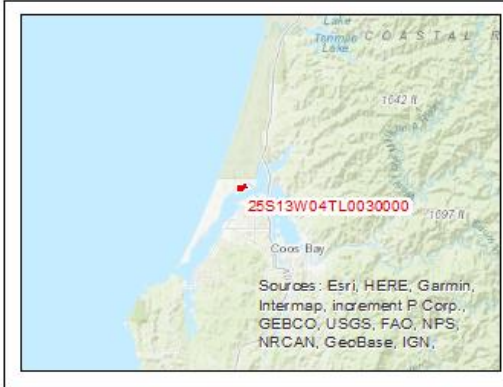 Lake
Tenmile
Lake
COASTAL R
1042 ft
25S13W04TL0030000
1097 ft
Coos Bay
Sources: Esri, HERE, Garmin,
Intermap, increment P Corp.,
GEBCO, USGS, FAO, NPS,
NRCAN, GeoBase, IGN,